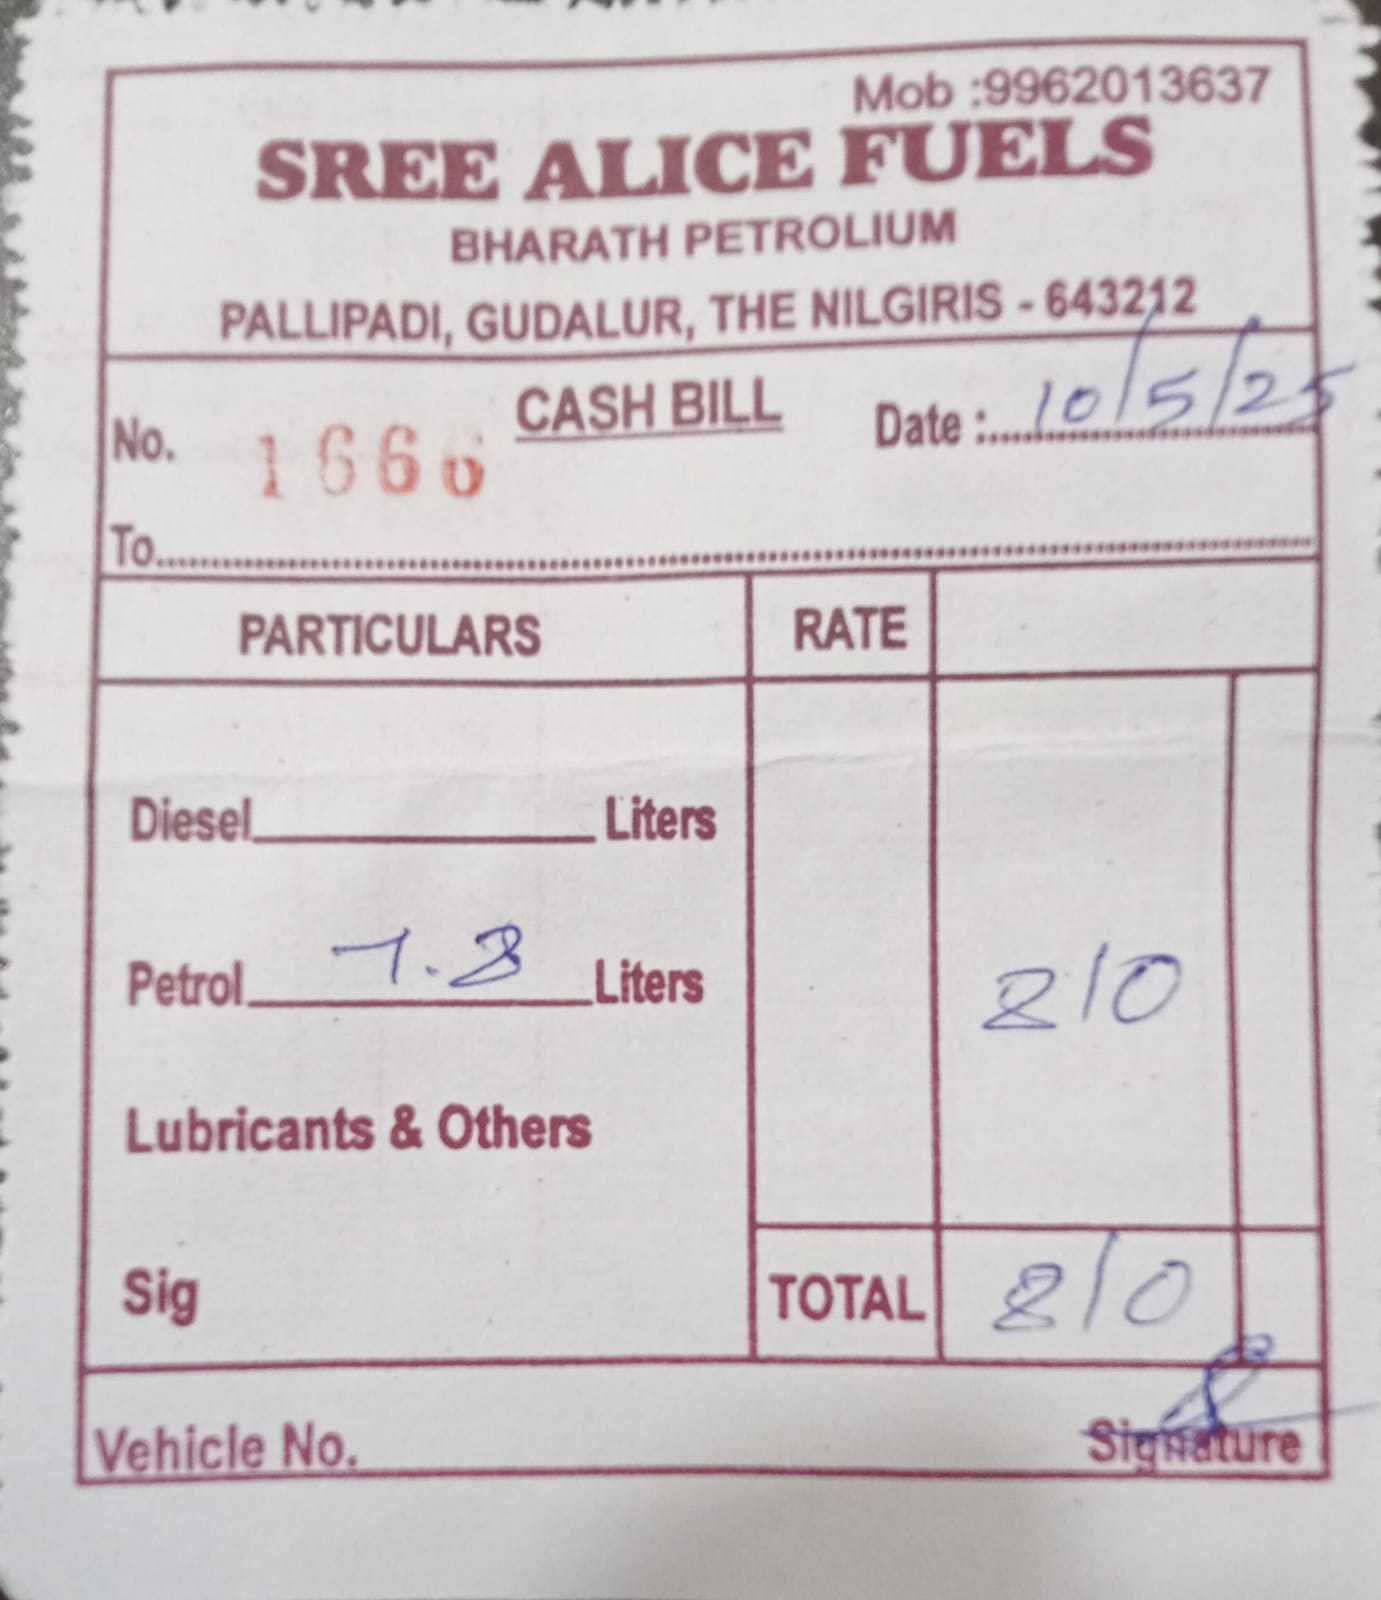 Mob :9962013637
SREE ALICE FUELS
BHARATH PETROLIUM
PALLIPADI, GUDALUR, THE NILGIRIS - 643212
CASH BILL
No. 1666 Date : 10/5/25
To
PARTICULARS RATE
Diesel Liters
Petrol 7.8 Liters 810
Lubricants & Others
Sig TOTAL 810
Vehicle No. Signature